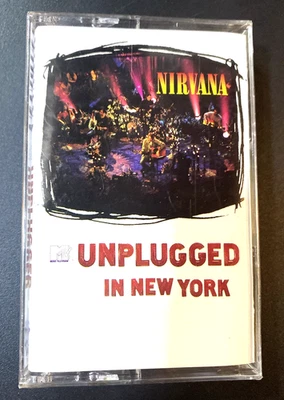 NIRVANA
MTV UNPLUGGED
IN NEW YORK